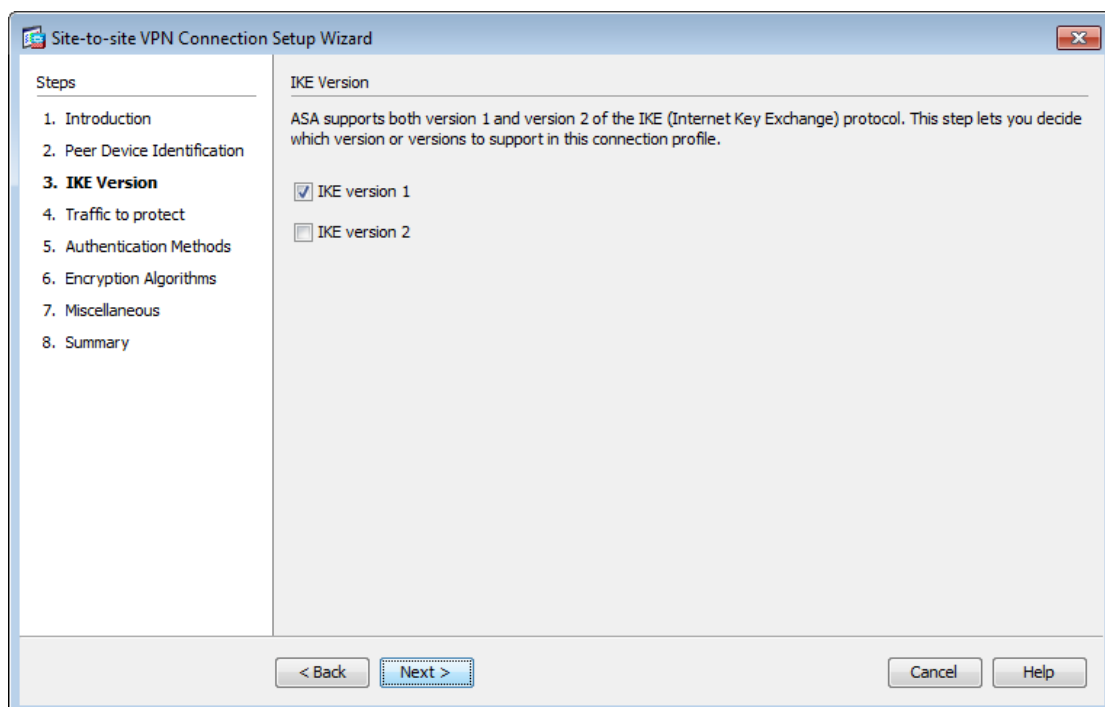 Site-to-site VPN Connection Setup Wizard
Steps
1. Introduction
2. Peer Device Identification
3. IKE Version
4. Traffic to protect
5. Authentication Methods
6. Encryption Algorithms
7. Miscellaneous
8. Summary
IKE Version
ASA supports both version 1 and version 2 of the IKE (Internet Key Exchange) protocol. This step lets you decide
which version or versions to support in this connection profile.
IKE version 1
IKE version 2
< Back
Next >
Cancel
Help